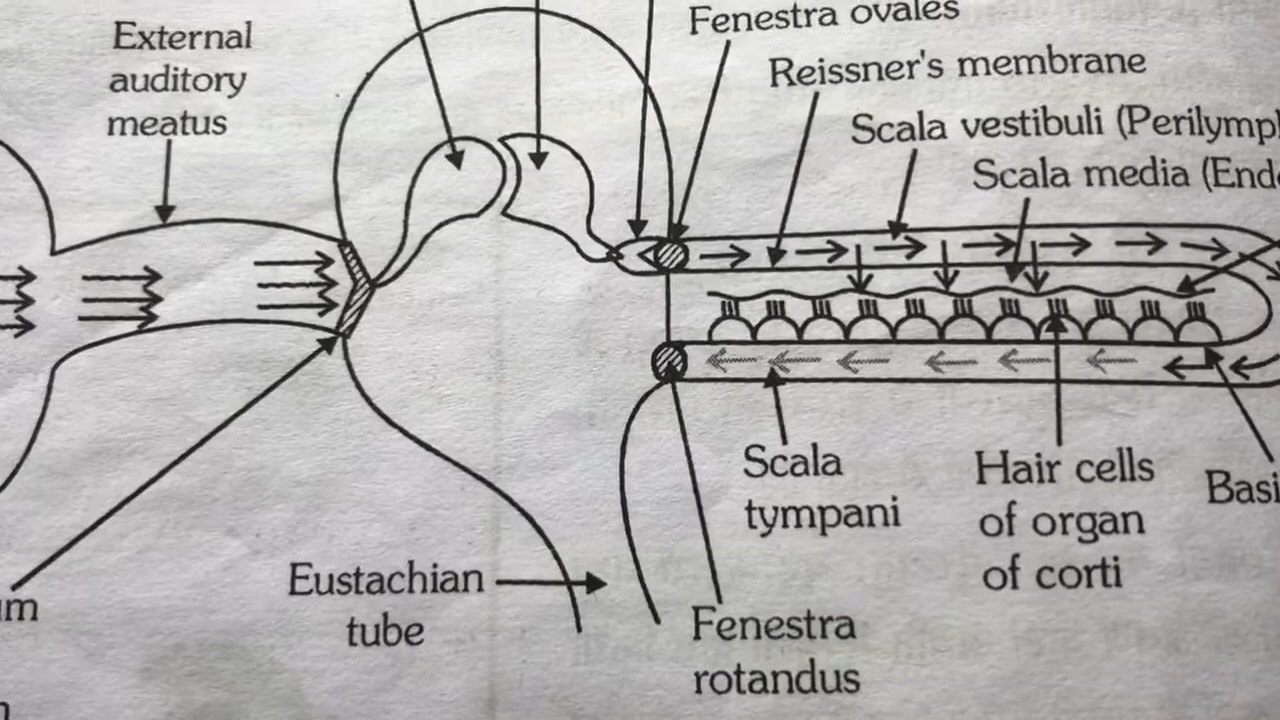 External
auditory
meatus
Fenestra ovales
Reissner's membrane
Scala vestibuli (Perilymp
Scala media (End
Scala
tympani
Hair cells
of organ
of corti
Basi
Eustachian
tube
um
Fenestra
rotandus